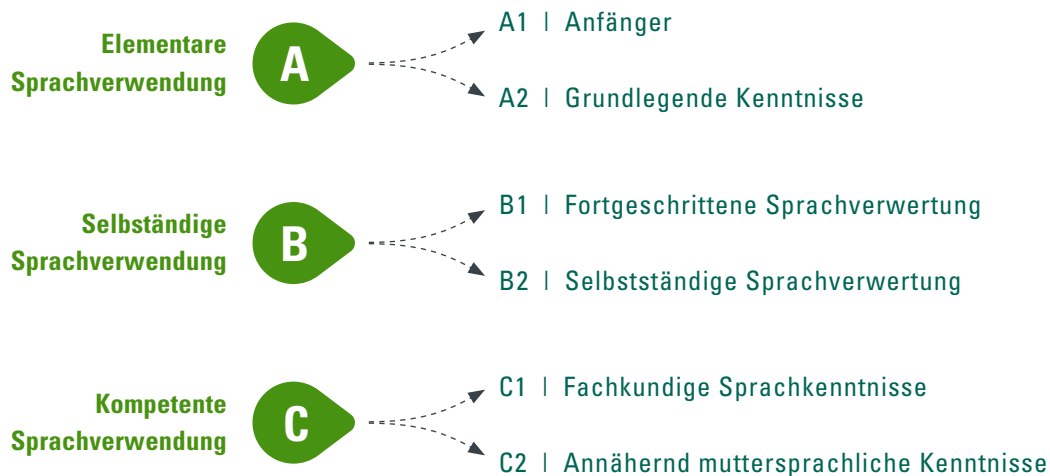 Elementare
Sprachverwendung
A
A1 | Anfänger
A2 | Grundlegende Kenntnisse
Selbständige
Sprachverwendung
B
B1 | Fortgeschrittene Sprachverwertung
B2 | Selbstständige Sprachverwertung
Kompetente
Sprachverwendung
C
C1 | Fachkundige Sprachkenntnisse
C2 | Annähernd muttersprachliche Kenntnisse